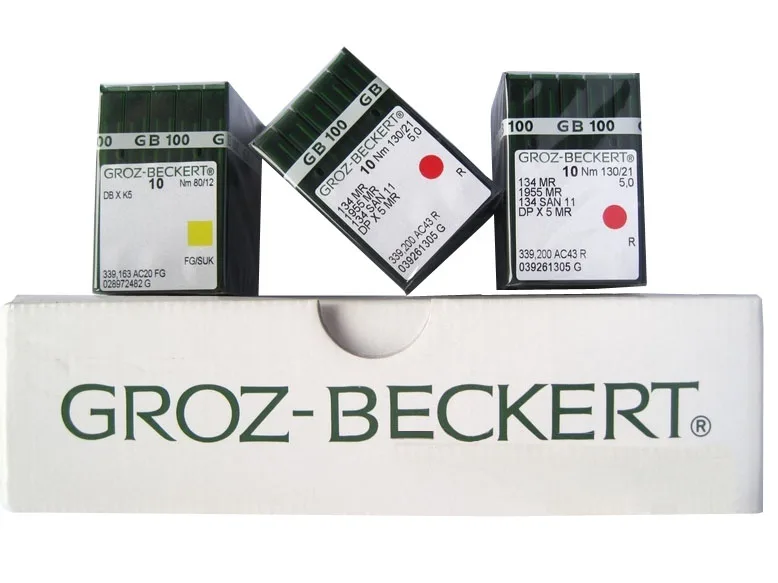 00 GB 100
GROZ-BECKERT®
10 Nm 80/12
DB X K5
FG/SUK
339,163 AC20 FG
028972482 G
GB 100 GB
GROZ-BECKERT®
10 Nm 130/21
5,0
134 MR
1955 MR
134 SAN 11
DP X 5 MR
R
339,200 AC43 R
039261305 G
100 GB 100
GROZ-BECKERT®
10 Nm 130/21
134 MR 5,0
1955 MR
134 SAN 11
DP X 5 MR
R
339,200 AC43 R
039261305 G
GROZ-BECKERT®